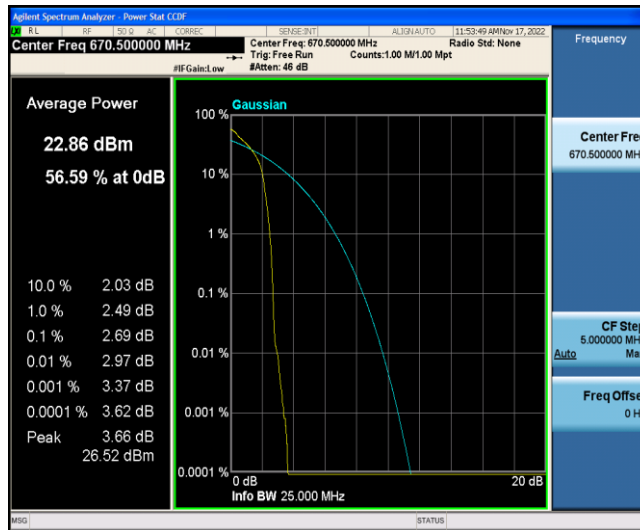 Agilent Spectrum Analyzer - Power Stat CCDF
RL RF 50 Ω AC CORREC SENSE:INT ALIGN AUTO 11:53:49 AM Nov 17, 2022
Center Freq 670.500000 MHz
Center Freq: 670.500000 MHz Radio Std: None
Trig: Free Run Counts:1.00 M/1.00 Mpt
#IFGain:Low #Atten: 46 dB
Frequency
Average Power
22.86 dBm
56.59 % at 0dB
10.0 % 2.03 dB
1.0 % 2.49 dB
0.1 % 2.69 dB
0.01 % 2.97 dB
0.001 % 3.37 dB
0.0001 % 3.62 dB
Peak 3.66 dB
26.52 dBm
Gaussian
100 %
10 %
1 %
0.1 %
0.01 %
0.001 %
0.0001 %
0 dB 20 dB
Info BW 25.000 MHz
Center Fre
670.500000 MH
CF Step
5.000000 MH
Auto Ma
Freq Offse
0 H
MSG STATUS